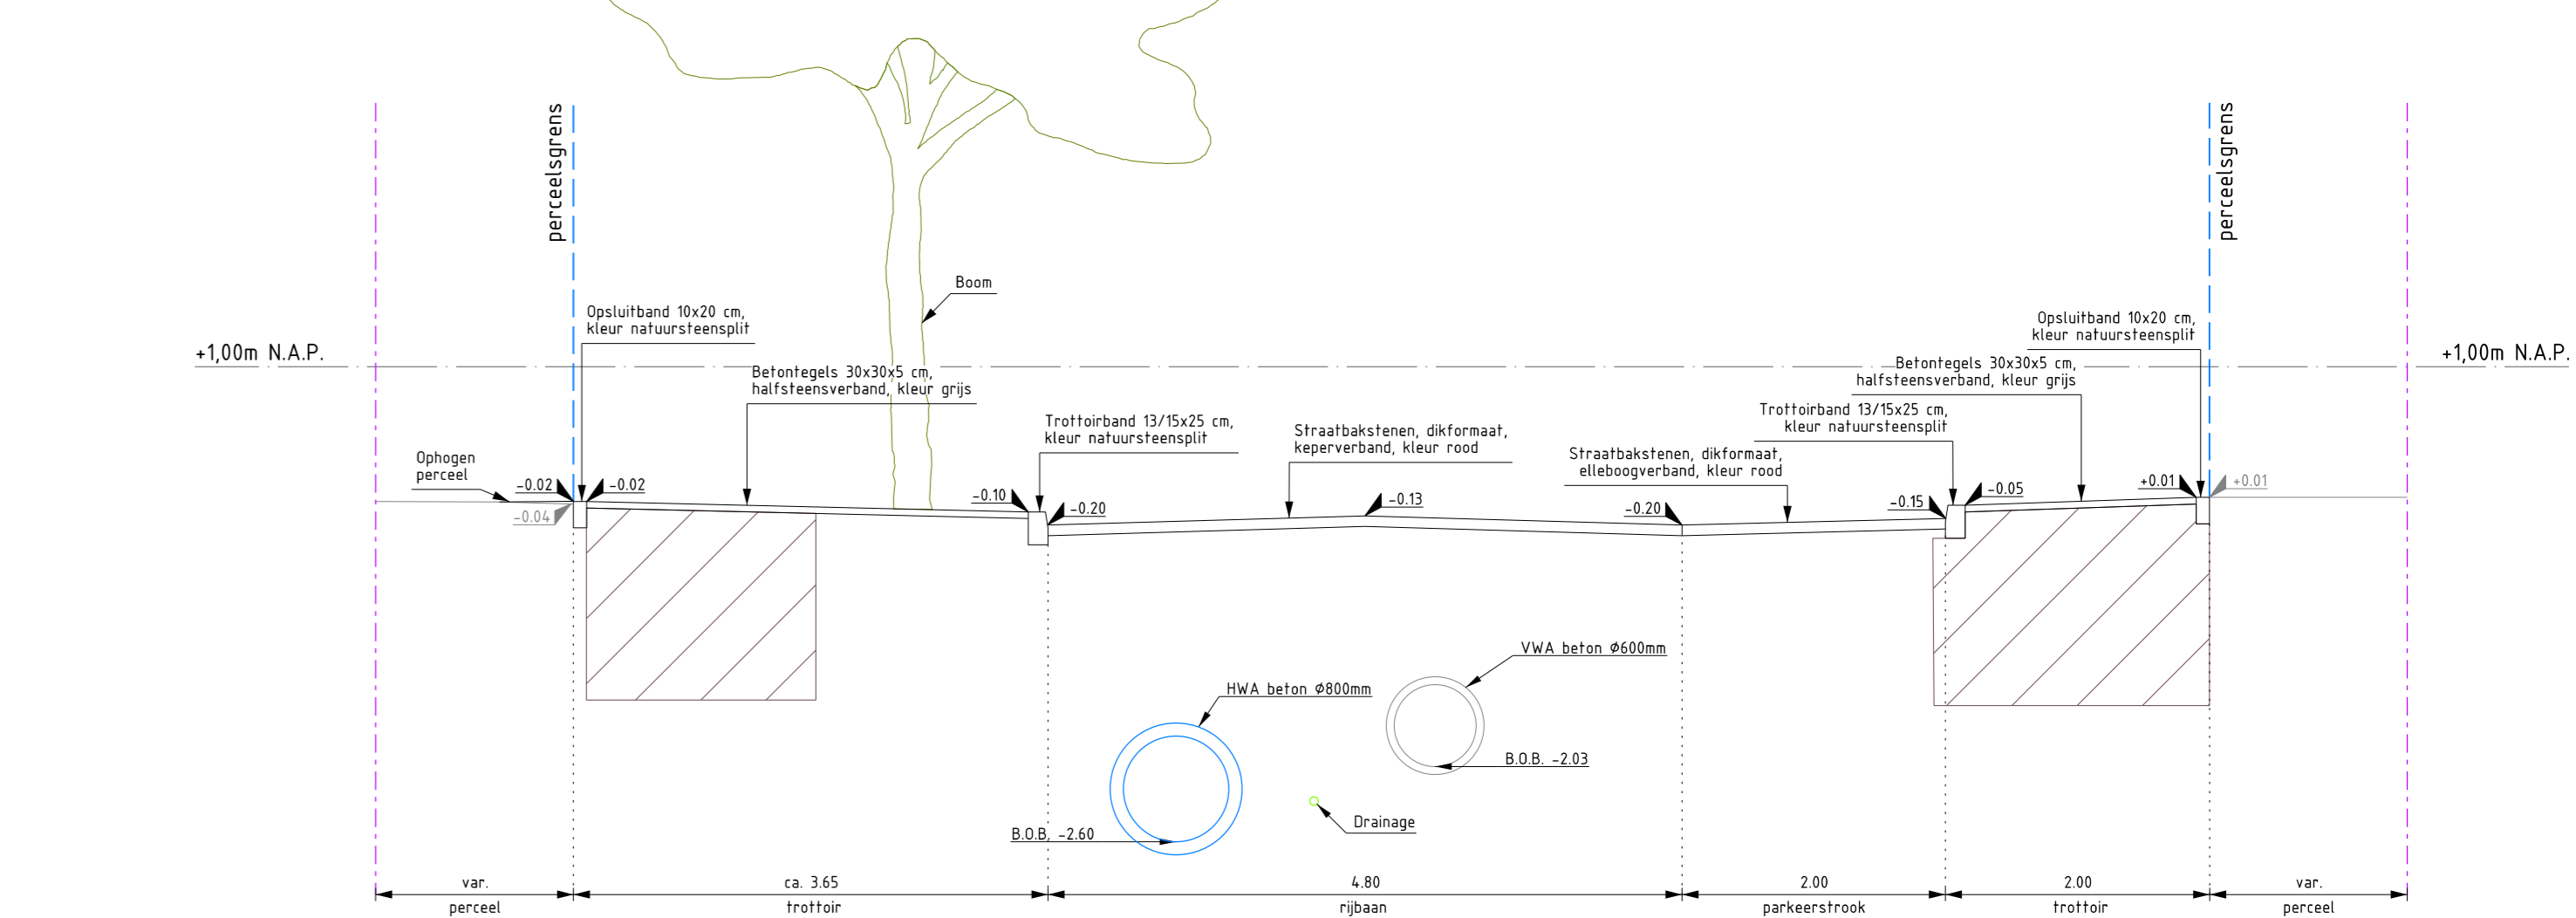 perceelsgrens
perceelsgrens
Boom
Opsluitband 10x20 cm,
kleur natuursteensplit
Opsluitband 10x20 cm,
kleur natuursteensplit
+1,00m N.A.P.
+1,00m N.A.P.
Betontegels 30x30x5 cm,
halfsteensverband, kleur grijs
Betontegels 30x30x5 cm,
halfsteensverband, kleur grijs
Trottoirband 13/15x25 cm,
kleur natuursteensplit
Straatbakstenen, dikformaat,
keperverband, kleur rood
Trottoirband 13/15x25 cm,
kleur natuursteensplit
Straatbakstenen, dikformaat,
elleboogverband, kleur rood
Ophogen
perceel
-0.02
-0.02
-0.04
-0.10
-0.20
-0.13
-0.20
-0.15
-0.05
+0.01
+0.01
VWA beton Ø600mm
HWA beton Ø800mm
B.O.B. -2.03
Drainage
B.O.B. -2.60
var.
ca. 3.65
4.80
2.00
2.00
var.
perceel
trottoir
rijbaan
parkeerstrook
trottoir
perceel